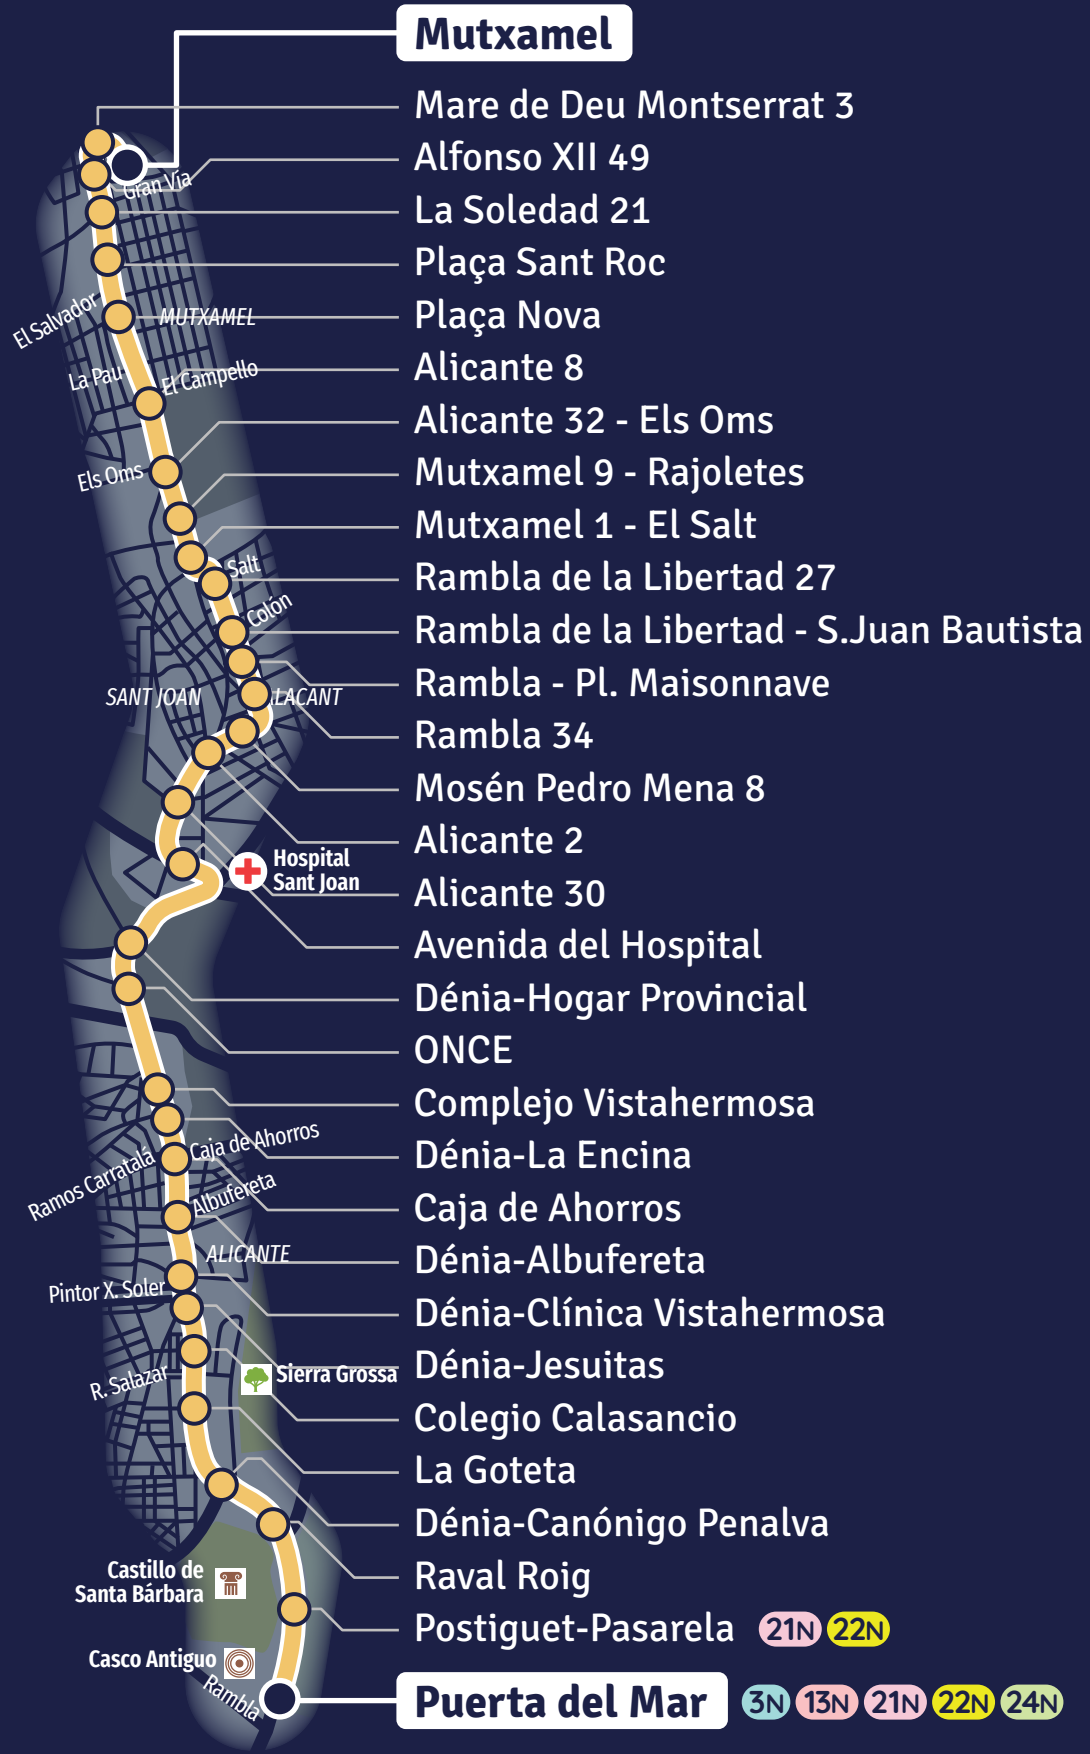 Mutxamel
Mare de Deu Montserrat 3
Alfonso XII 49
Gran Vía
La Soledad 21
Plaça Sant Roc
El Salvador
MUTXAMEL
Plaça Nova
La Pau
El Campello
Alicante 8
Alicante 32 - Els Oms
Els Oms
Mutxamel 9 - Rajoletes
Mutxamel 1 - El Salt
Salt
Rambla de la Libertad 27
Colón
Rambla de la Libertad - S.Juan Bautista
SANT JOAN
ALACANT
Rambla - Pl. Maisonnave
Rambla 34
Mosén Pedro Mena 8
Alicante 2
Hospital
Sant Joan
Alicante 30
Avenida del Hospital
Dénia-Hogar Provincial
ONCE
Complejo Vistahermosa
Caja de Ahorros
Dénia-La Encina
Ramos Carratalá
Albufereta
Caja de Ahorros
ALICANTE
Dénia-Albufereta
Pintor X. Soler
Dénia-Clínica Vistahermosa
Sierra Grossa
Dénia-Jesuitas
R. Salazar
Colegio Calasancio
La Goteta
Dénia-Canónigo Penalva
Castillo de
Santa Bárbara
Raval Roig
Postiguet-Pasarela 21N 22N
Casco Antiguo
Rambla
Puerta del Mar 3N 13N 21N 22N 24N